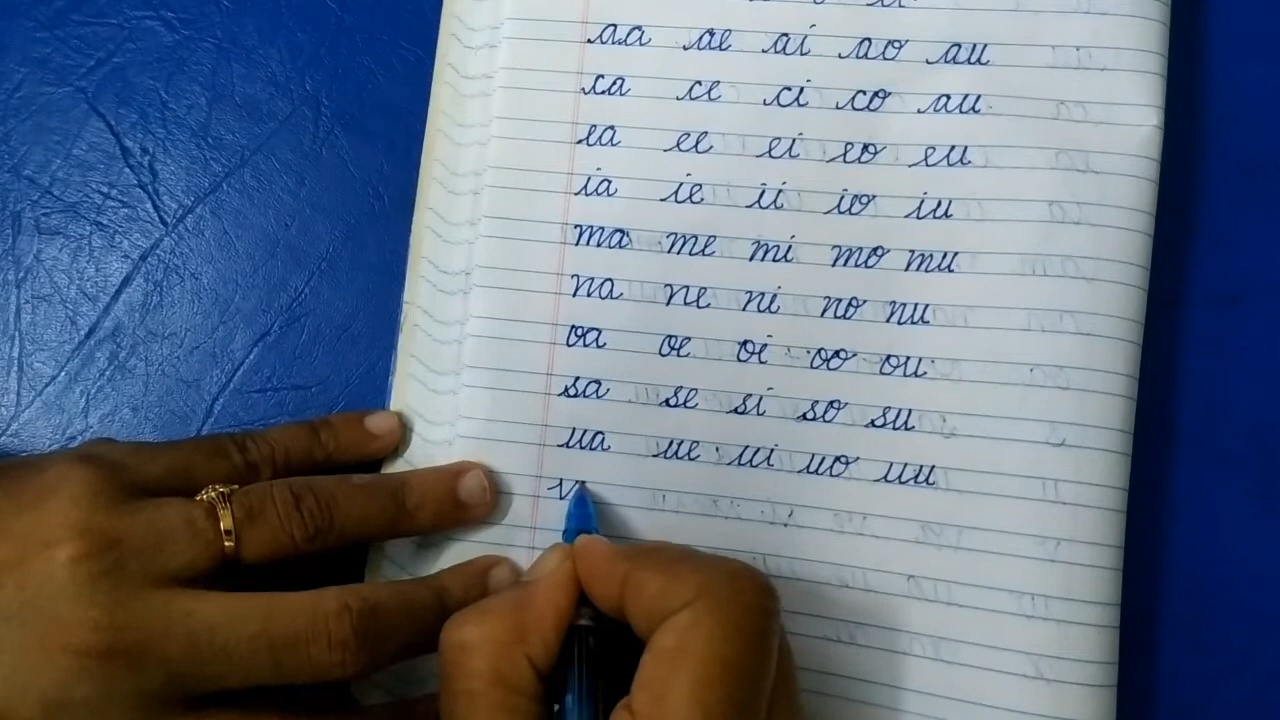 aa ae ai ao au
ca ce ci co au
ea ee ei eo eu
ia ie ii io iu
ma me mi mo mu
na ne ni no nu
oa oe oi oo ou
sa se si so su
ua ue ui uo uu
v